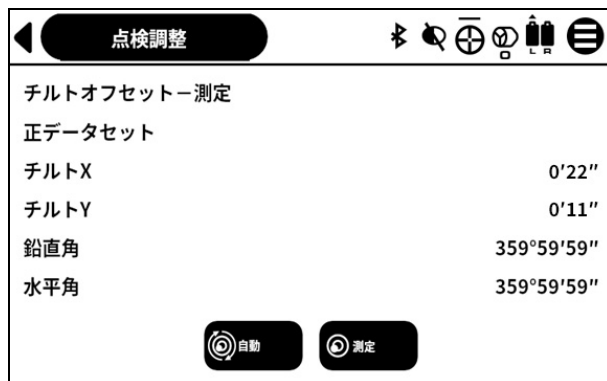 点検調整
L R
チルトオフセットー測定
正データセット
チルトX 0'22"
チルトY 0'11"
鉛直角 359°59'59"
水平角 359°59'59"
自動 測定